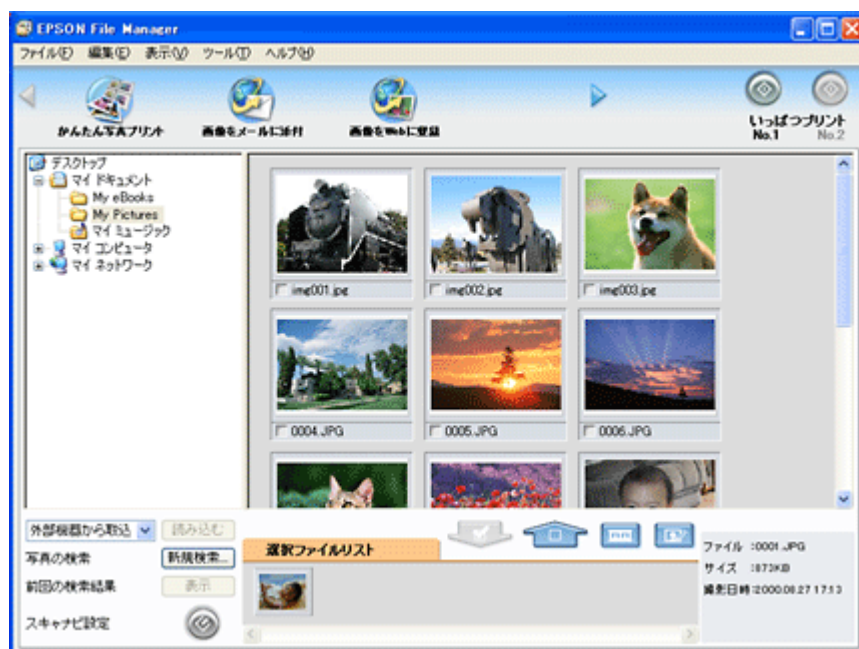 EPSON File Manager
ファイル(F) 編集(E) 表示(V) ツール(T) ヘルプ(H)
かんたん写真プリント
画像をメールに添付
画像をWebに登録
いっぱつプリント
No.1 No.2
デスクトップ
マイ ドキュメント
My eBooks
My Pictures
マイ ミュージック
マイ コンピュータ
マイ ネットワーク
img001.jpg
img002.jpg
img003.jpg
0004.JPG
0005.JPG
0006.JPG
外部機器から取込 読み込む
写真の検索 新規検索...
前回の検索結果 表示
スキャナビ設定
選択ファイルリスト
ファイル :0001.JPG
サイズ :873KB
撮影日時:2000.08.27 17:13